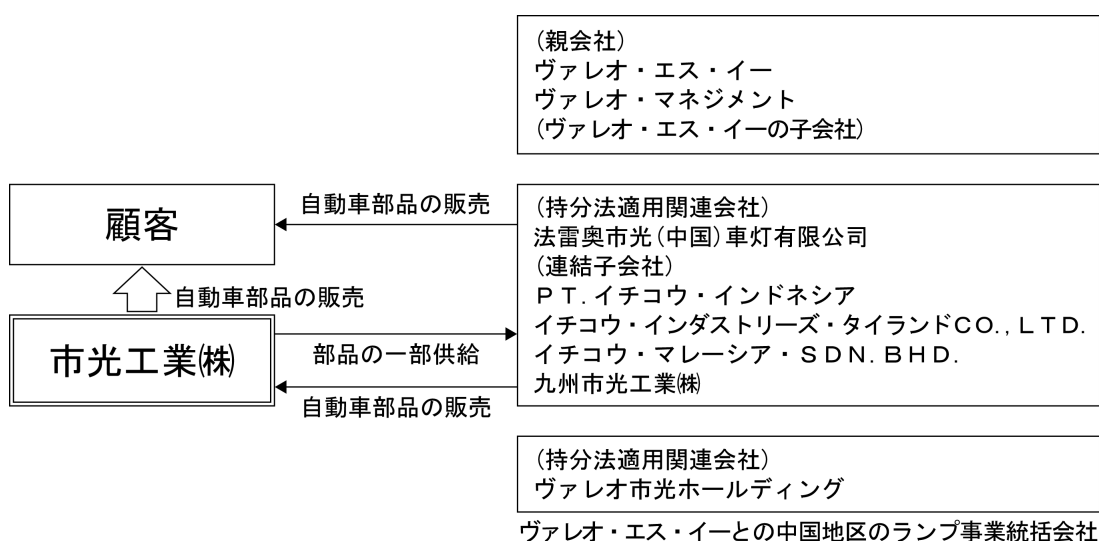 (親会社)
ヴァレオ・エス・イー
ヴァレオ・マネジメント
(ヴァレオ・エス・イーの子会社)
顧客
自動車部品の販売
(持分法適用関連会社)
法雷奥市光(中国)車灯有限公司
(連結子会社)
ＰＴ.イチコウ・インドネシア
イチコウ・インダストリーズ・タイランドＣＯ.,ＬＴＤ.
イチコウ・マレーシア・ＳＤＮ.ＢＨＤ.
九州市光工業㈱
自動車部品の販売
市光工業㈱
部品の一部供給
自動車部品の販売
(持分法適用関連会社)
ヴァレオ市光ホールディング
ヴァレオ・エス・イーとの中国地区のランプ事業統括会社